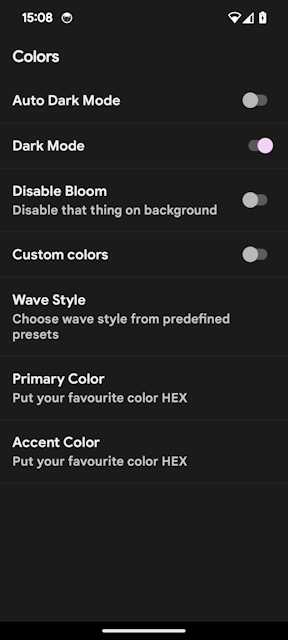 15:08
Colors
Auto Dark Mode
Dark Mode
Disable Bloom
Disable that thing on background
Custom colors
Wave Style
Choose wave style from predefined
presets
Primary Color
Put your favourite color HEX
Accent Color
Put your favourite color HEX